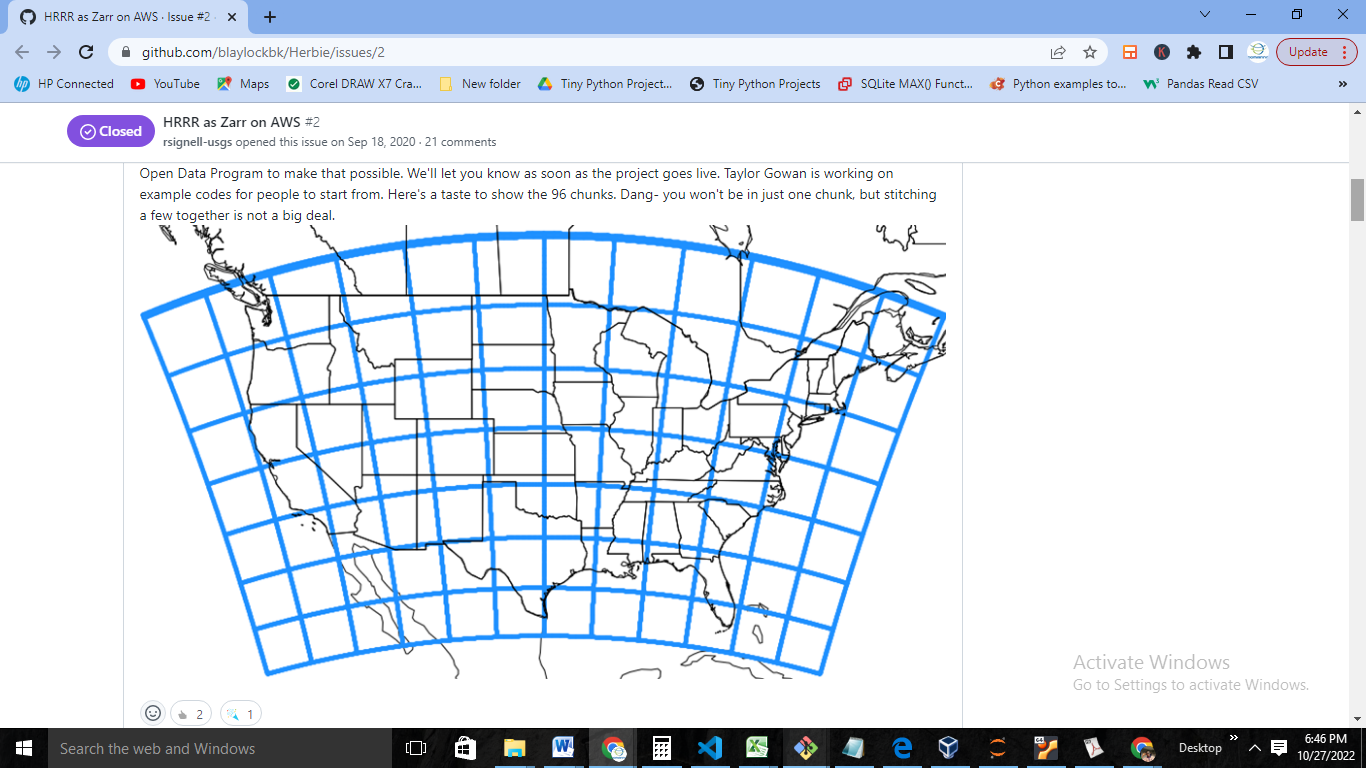 HRRR as Zarr on AWS · Issue #2
github.com/blaylockbk/Herbie/issues/2
Update
HP Connected
YouTube
Maps
Corel DRAW X7 Cra...
New folder
Tiny Python Project...
Tiny Python Projects
SQLite MAX() Funct...
Python examples to...
Pandas Read CSV
»
Closed
HRRR as Zarr on AWS #2
rsignell-usgs opened this issue on Sep 18, 2020 · 21 comments
Open Data Program to make that possible. We'll let you know as soon as the project goes live. Taylor Gowan is working on
example codes for people to start from. Here's a taste to show the 96 chunks. Dang- you won't be in just one chunk, but stitching
a few together is not a big deal.
2
1
Activate Windows
Go to Settings to activate Windows.
Search the web and Windows
Desktop
»
6:46 PM
10/27/2022